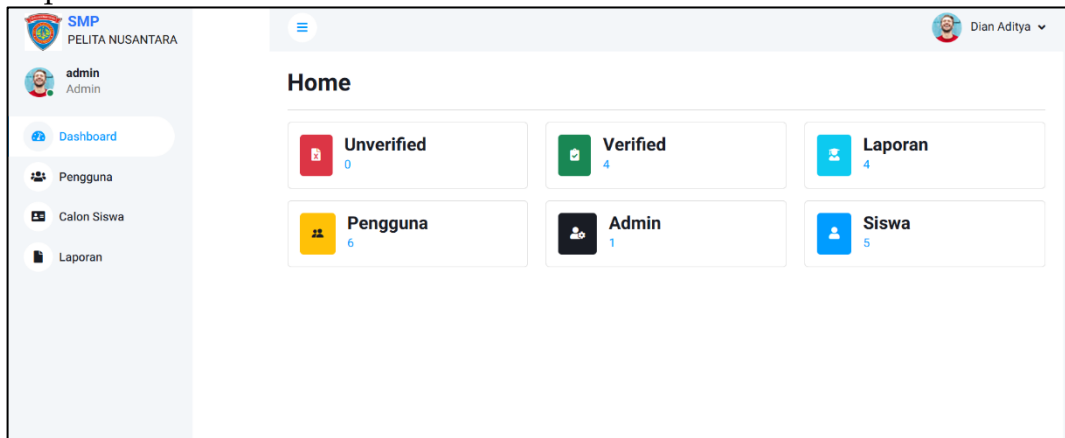 SMP
PELITA NUSANTARA
admin
Admin
Dashboard
Pengguna
Calon Siswa
Laporan
Dian Aditya
Home
Unverified
0
Verified
4
Laporan
4
Pengguna
6
Admin
1
Siswa
5